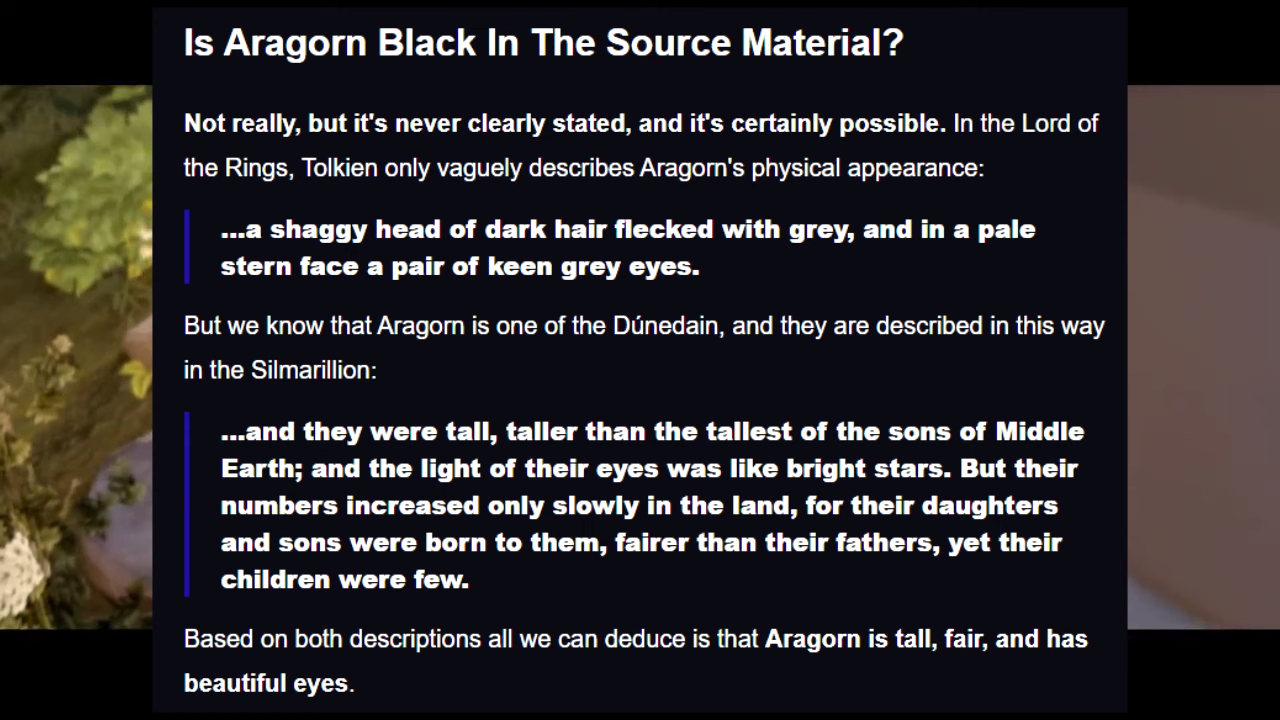 Is Aragorn Black In The Source Material?
Not really, but it's never clearly stated, and it's certainly possible. In the Lord of
the Rings, Tolkien only vaguely describes Aragorn's physical appearance:
...a shaggy head of dark hair flecked with grey, and in a pale
stern face a pair of keen grey eyes.
But we know that Aragorn is one of the Dúnedain, and they are described in this way
in the Silmarillion:
...and they were tall, taller than the tallest of the sons of Middle
Earth; and the light of their eyes was like bright stars. But their
numbers increased only slowly in the land, for their daughters
and sons were born to them, fairer than their fathers, yet their
children were few.
Based on both descriptions all we can deduce is that Aragorn is tall, fair, and has
beautiful eyes.